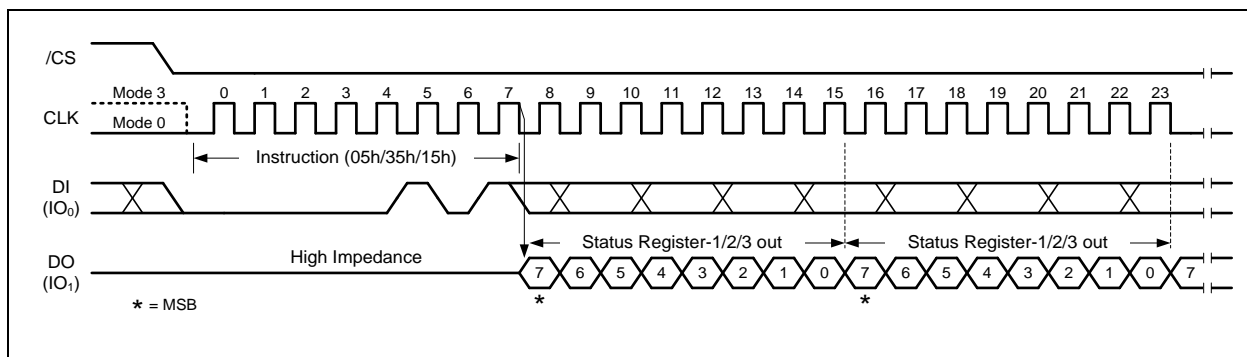 /CS
Mode 3
0 1 2 3 4 5 6 7 8 9 10 11 12 13 14 15 16 17 18 19 20 21 22 23
CLK
Mode 0
Instruction (05h/35h/15h)
DI
(IO₀)
Status Register-1/2/3 out Status Register-1/2/3 out
High Impedance
DO
(IO₁)
7 6 5 4 3 2 1 0 7 6 5 4 3 2 1 0 7
* *
* = MSB